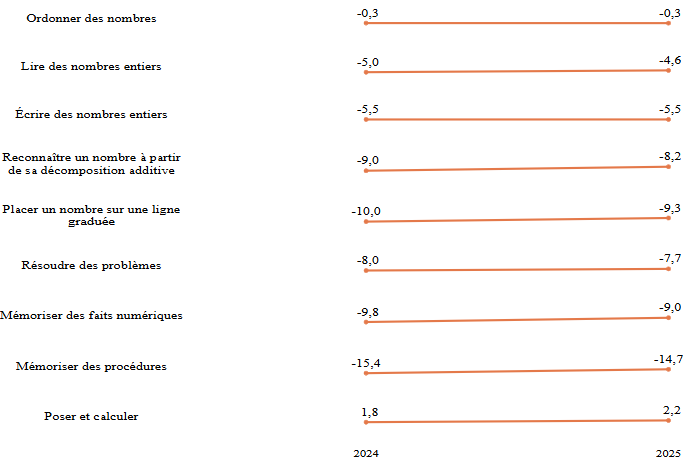 Ordonner des nombres
-0,3
-0,3
Lire des nombres entiers
-5,0
-4,6
Écrire des nombres entiers
-5,5
-5,5
Reconnaître un nombre à partir
de sa décomposition additive
-9,0
-8,2
Placer un nombre sur une ligne
graduée
-10,0
-9,3
Résoudre des problèmes
-8,0
-7,7
Mémoriser des faits numériques
-9,8
-9,0
Mémoriser des procédures
-15,4
-14,7
Poser et calculer
1,8
2,2
2024
2025